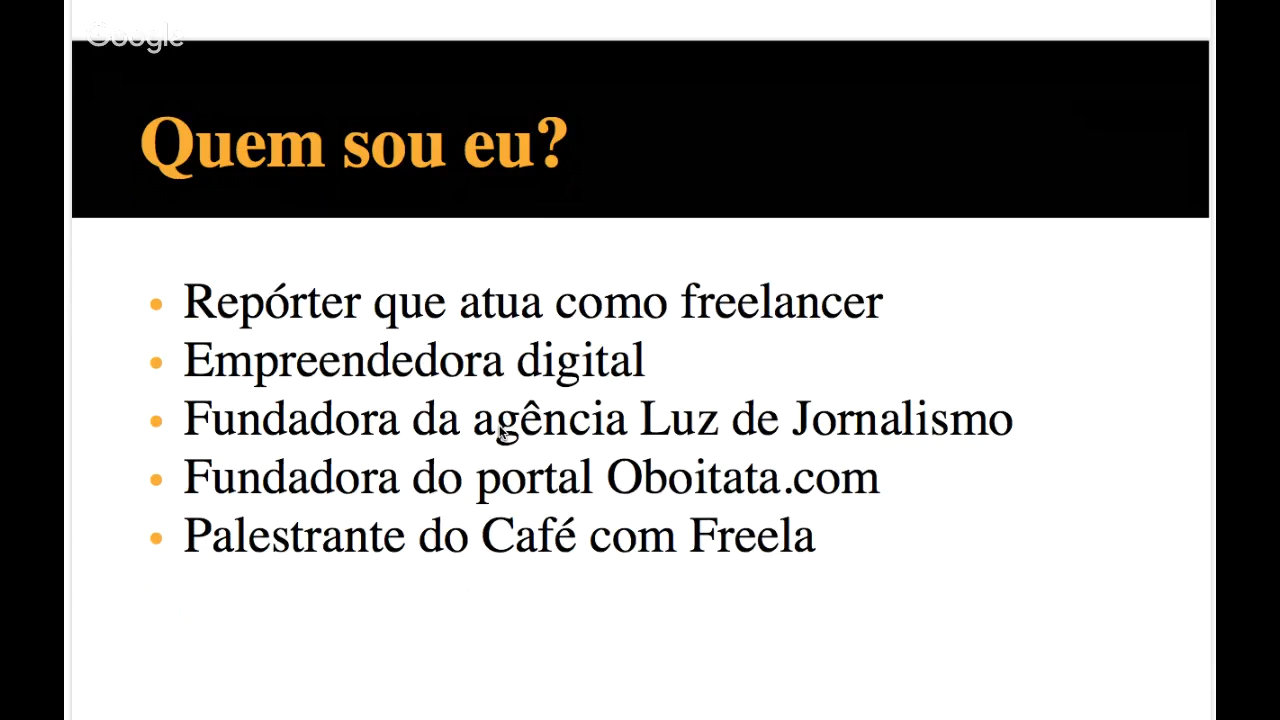 Google
Quem sou eu?
Repórter que atua como freelancer
Empreendedora digital
Fundadora da agência Luz de Jornalismo
Fundadora do portal Oboitata.com
Palestrante do Café com Freela